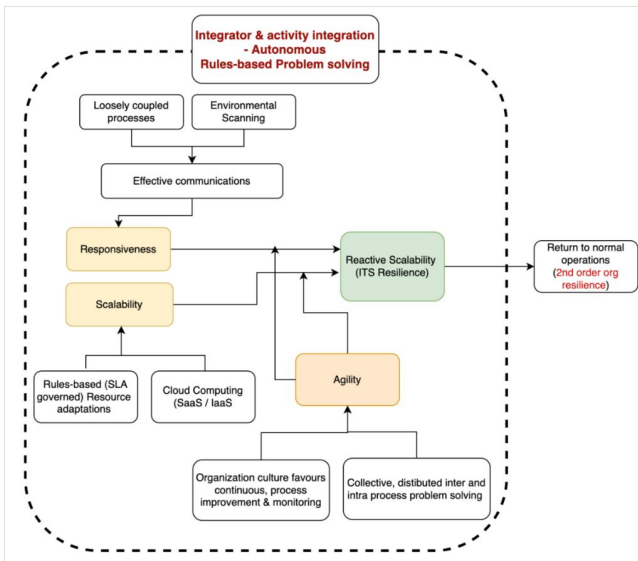 Integrator & activity integration
- Autonomous
Rules-based Problem solving
Loosely coupled
processes
Environmental
Scanning
Effective communications
Responsiveness
Reactive Scalability
(ITS Resilience)
Return to normal
operations
(2nd order org
resilience)
Scalability
Rules-based (SLA
governed) Resource
adaptations
Cloud Computing
(SaaS / IaaS
Agility
Organization culture favours
continuous, process
improvement & monitoring
Collective, distibuted inter and
intra process problem solving